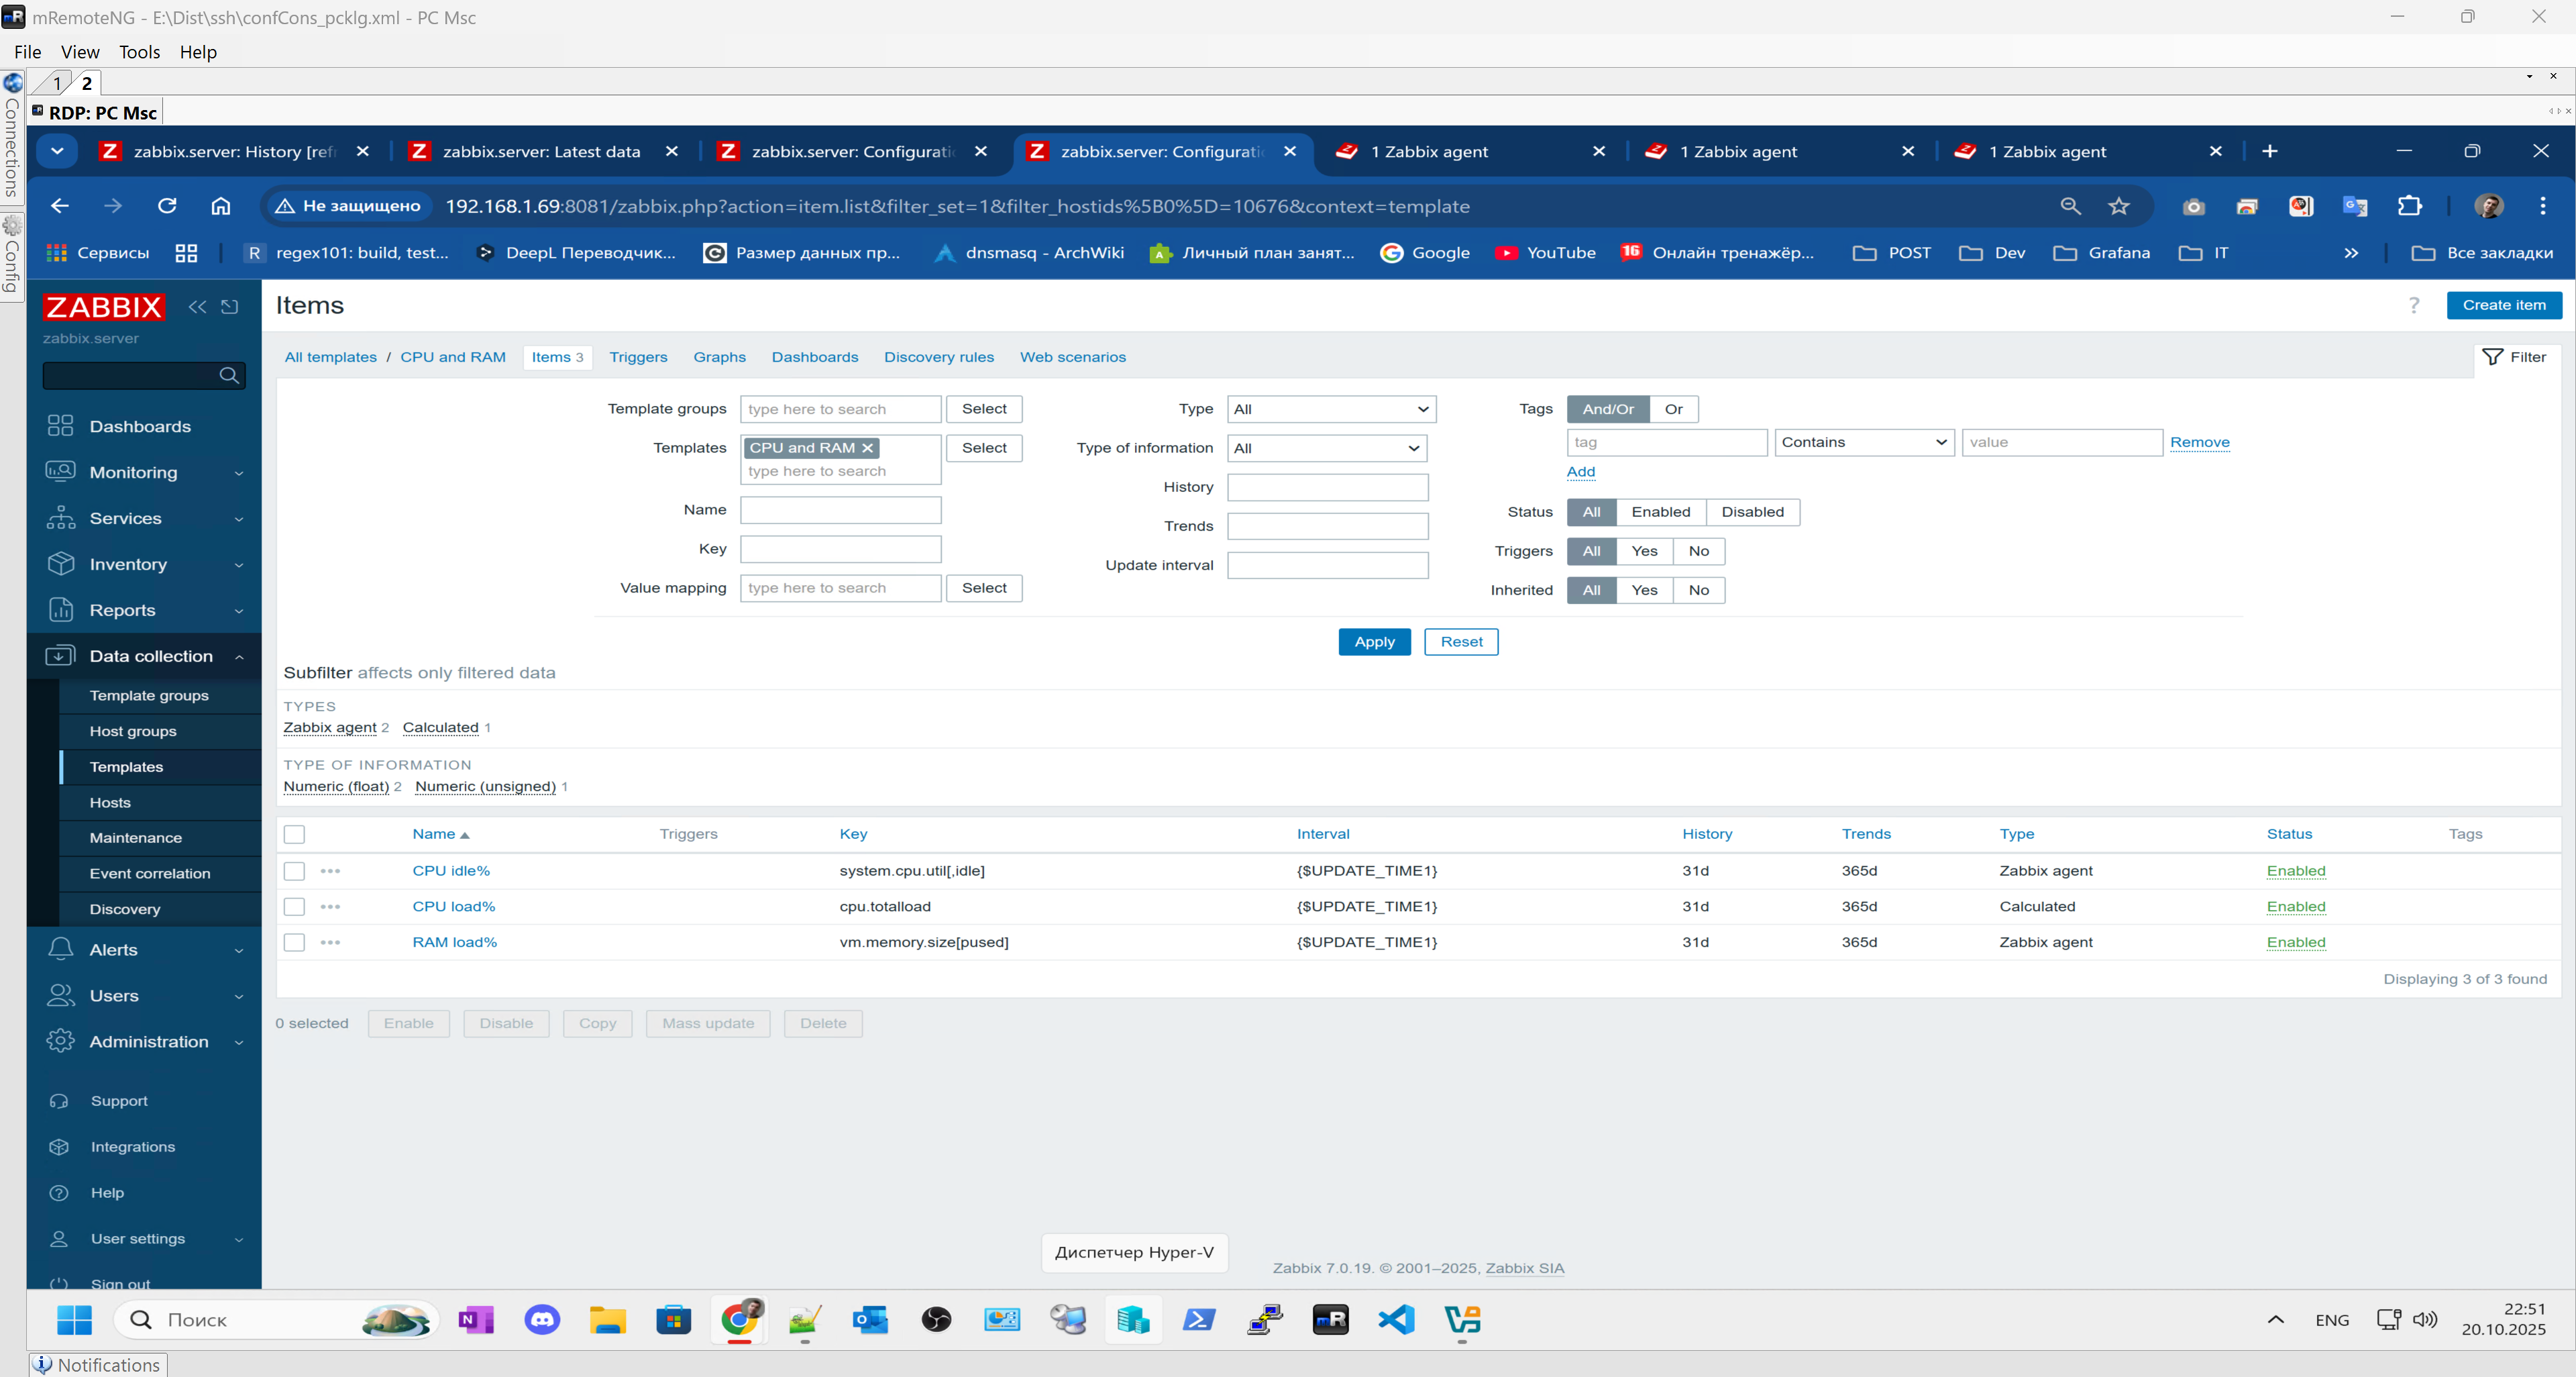 mRemoteNG - E:\Dist\ssh\confCons_pcklg.xml - PC Msc
File View Tools Help
1 2
Connections
Config
RDP: PC Msc
zabbix.server: History [ref
zabbix.server: Latest data
zabbix.server: Configurati
zabbix.server: Configurati
1 Zabbix agent
1 Zabbix agent
1 Zabbix agent
Не защищено 192.168.1.69:8081/zabbix.php?action=item.list&filter_set=1&filter_hostids%5B0%5D=10676&context=template
Сервисы regex101: build, test... DeepL Переводчик... Размер данных пр... dnsmasq - ArchWiki Личный план занят... Google YouTube Онлайн тренажёр... POST Dev Grafana IT » Все закладки
ZABBIX
zabbix.server
Dashboards
Monitoring
Services
Inventory
Reports
Data collection
Template groups
Host groups
Templates
Hosts
Maintenance
Event correlation
Discovery
Alerts
Users
Administration
Support
Integrations
Help
User settings
Sign out
Items
? Create item
All templates / CPU and RAM Items 3 Triggers Graphs Dashboards Discovery rules Web scenarios Filter
Template groups type here to search Select
Templates CPU and RAM Select
type here to search
Name
Key
Value mapping type here to search Select
Type All
Type of information All
History
Trends
Update interval
Tags And/Or Or
tag Contains value Remove
Add
Status All Enabled Disabled
Triggers All Yes No
Inherited All Yes No
Apply Reset
Subfilter affects only filtered data
TYPES
Zabbix agent 2 Calculated 1
TYPE OF INFORMATION
Numeric (float) 2 Numeric (unsigned) 1
Name Triggers Key Interval History Trends Type Status Tags
CPU idle% system.cpu.util[,idle] {$UPDATE_TIME1} 31d 365d Zabbix agent Enabled
CPU load% cpu.totalload {$UPDATE_TIME1} 31d 365d Calculated Enabled
RAM load% vm.memory.size[pused] {$UPDATE_TIME1} 31d 365d Zabbix agent Enabled
Displaying 3 of 3 found
0 selected Enable Disable Copy Mass update Delete
Диспетчер Hyper-V
Zabbix 7.0.19. © 2001–2025, Zabbix SIA
Поиск
ENG
22:51
20.10.2025
Notifications